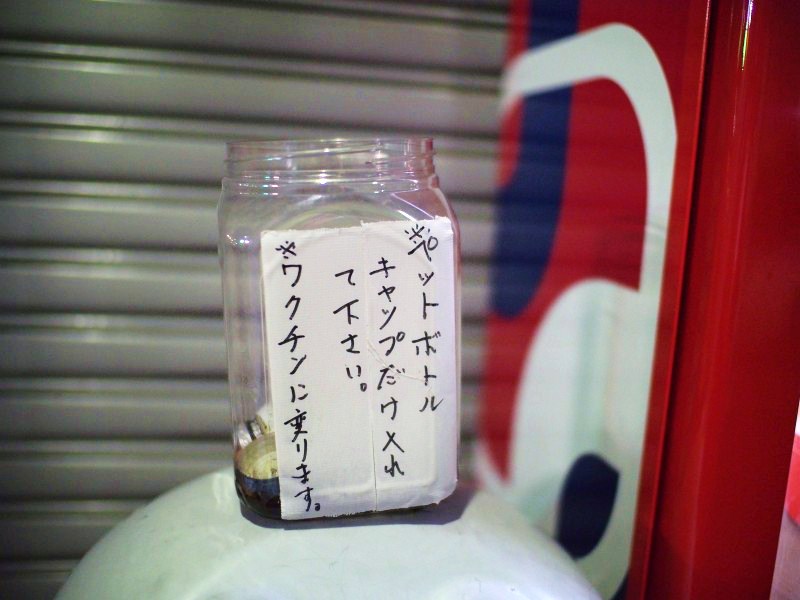 ※ペットボトル
キャップだけ入れ
て下さい。
※ワクチンに変ります。